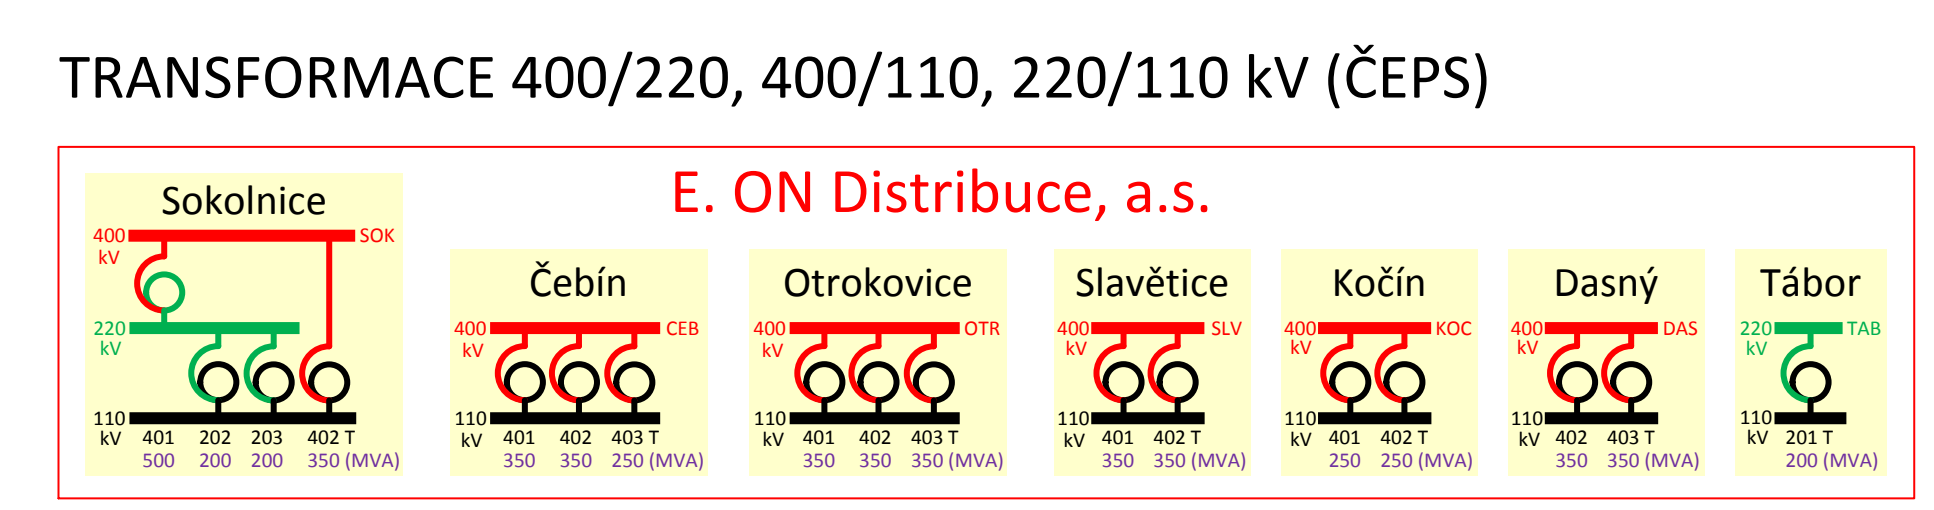 TRANSFORMACE 400/220, 400/110, 220/110 kV (ČEPS)
E. ON Distribuce, a.s.
Sokolnice
400 kV
SOK
220 kV
110 kV
401 202 203 402 T
500 200 200 350 (MVA)
Čebín
400 kV
CEB
110 kV
401 402 403 T
350 350 250 (MVA)
Otrokovice
400 kV
OTR
110 kV
401 402 403 T
350 350 350 (MVA)
Slavětice
400 kV
SLV
110 kV
401 402 T
350 350 (MVA)
Kočín
400 kV
KOC
110 kV
401 402 T
250 250 (MVA)
Dasný
400 kV
DAS
110 kV
402 403 T
350 350 (MVA)
Tábor
220 kV
TAB
110 kV
201 T
200 (MVA)